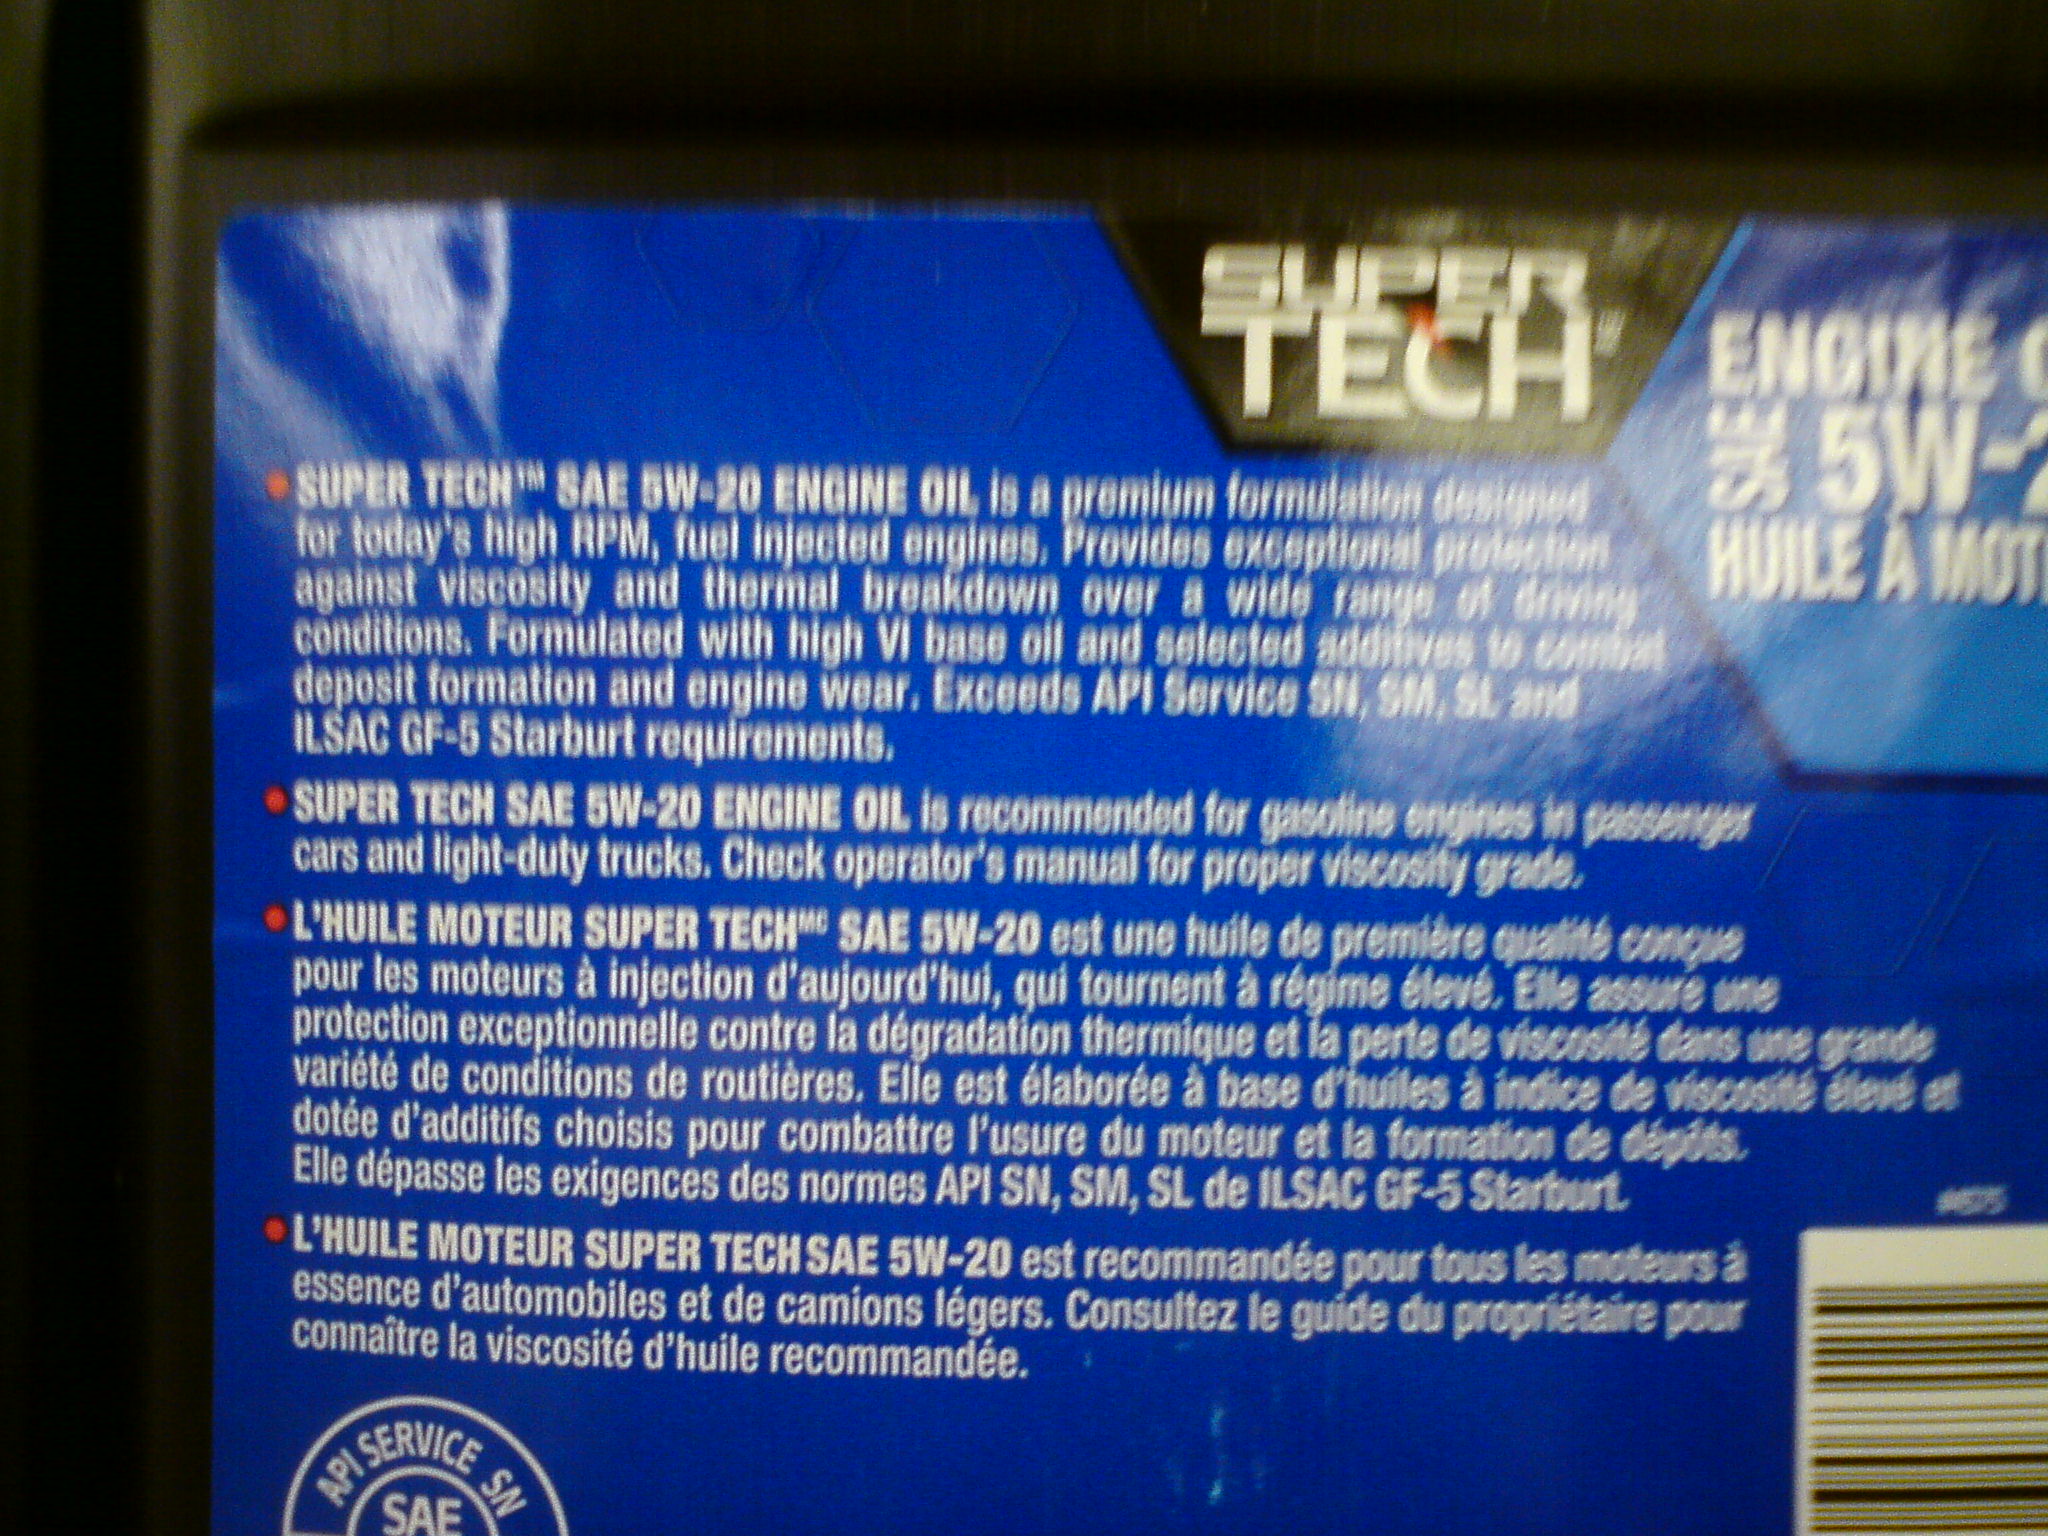 SUPER
TECH
ENGINE
SAE 5W-2
HUILE À MOT
SUPER TECH™ SAE 5W-20 ENGINE OIL is a premium formulation designed
for today's high RPM, fuel injected engines. Provides exceptional protection
against viscosity and thermal breakdown over a wide range of driving
conditions. Formulated with high VI base oil and selected additives to combat
deposit formation and engine wear. Exceeds API Service SN, SM, SL and
ILSAC GF-5 Starburt requirements.
SUPER TECH SAE 5W-20 ENGINE OIL is recommended for gasoline engines in passenger
cars and light-duty trucks. Check operator's manual for proper viscosity grade.
L'HUILE MOTEUR SUPER TECHᴹᶜ SAE 5W-20 est une huile de première qualité conçue
pour les moteurs à injection d'aujourd'hui, qui tournent à régime élevé. Elle assure une
protection exceptionnelle contre la dégradation thermique et la perte de viscosité dans une grande
variété de conditions de routières. Elle est élaborée à base d'huiles à indice de viscosité élevé et
dotée d'additifs choisis pour combattre l'usure du moteur et la formation de dépôts.
Elle dépasse les exigences des normes API SN, SM, SL de ILSAC GF-5 Starburt.
L'HUILE MOTEUR SUPER TECH SAE 5W-20 est recommandée pour tous les moteurs à
essence d'automobiles et de camions légers. Consultez le guide du propriétaire pour
connaître la viscosité d'huile recommandée.
API SERVICE SN
SAE